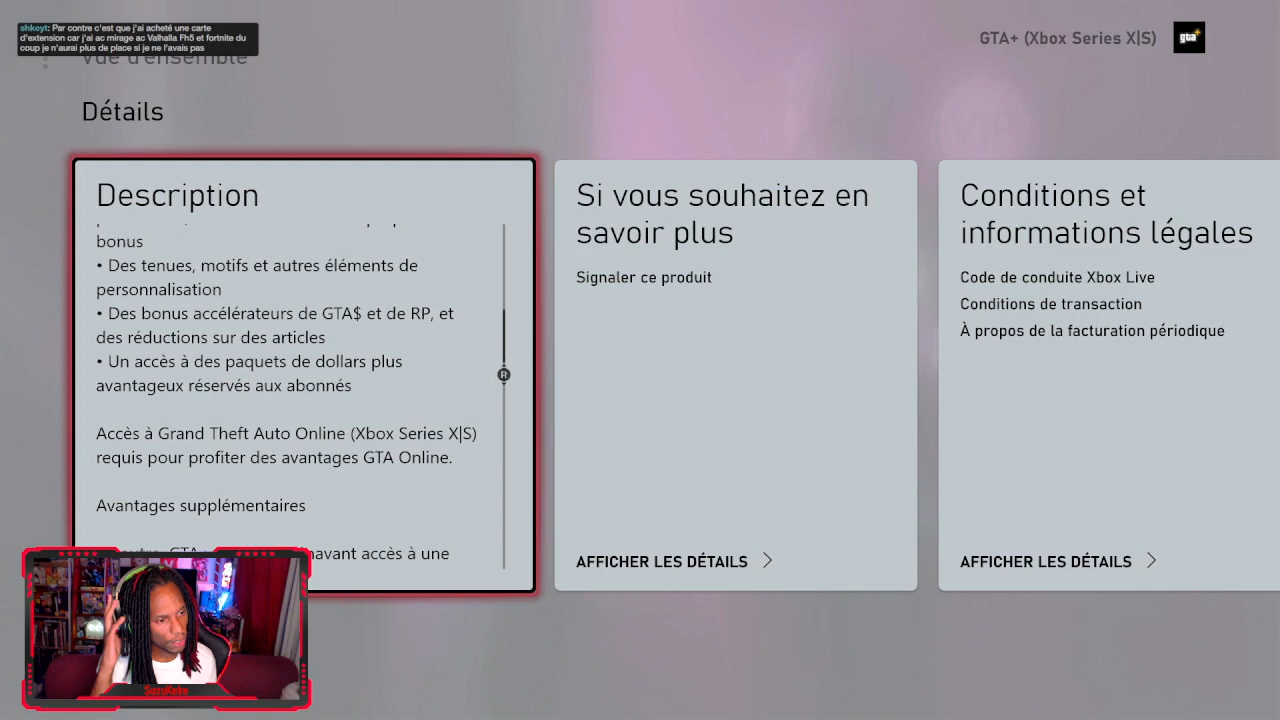 shkeyt: Par contre c'est que j'ai acheté une carte
d'extension car j'ai ac mirage ac Valhalla Fh5 et fortnite du
coup je n'aurai plus de place si je ne l'avais pas
Vue d'ensemble
GTA+ (Xbox Series X|S)
gta+
Détails
Description
bonus
• Des tenues, motifs et autres éléments de
personnalisation
• Des bonus accélérateurs de GTA$ et de RP, et
des réductions sur des articles
• Un accès à des paquets de dollars plus
avantageux réservés aux abonnés
Accès à Grand Theft Auto Online (Xbox Series X|S)
requis pour profiter des avantages GTA Online.
Avantages supplémentaires
accès à une
R
Si vous souhaitez en
savoir plus
Signaler ce produit
AFFICHER LES DÉTAILS
Conditions et
informations légales
Code de conduite Xbox Live
Conditions de transaction
À propos de la facturation périodique
AFFICHER LES DÉTAILS